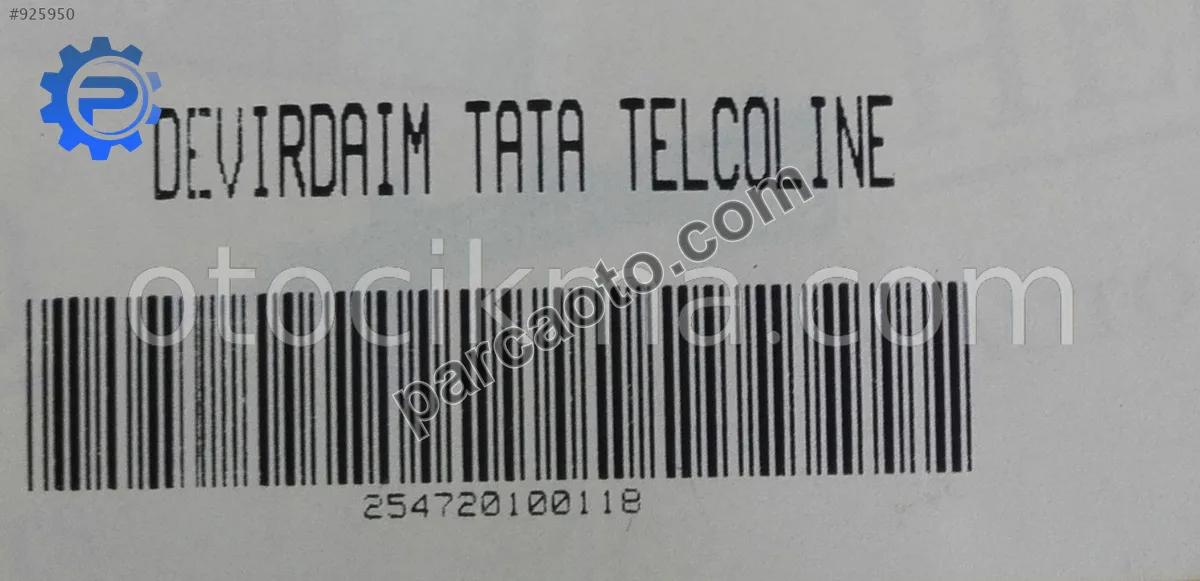 #925950
P
DEVIRDAIM TATA TELCOLINE
otocikma.com
parcaoto.com
254720100118